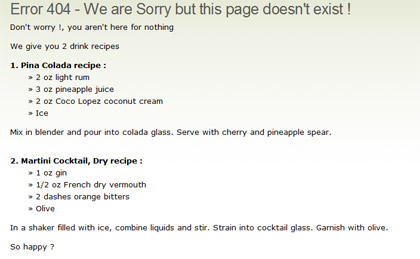 Error 404 - We are Sorry but this page doesn't exist !
Don't worry !, you aren't here for nothing
We give you 2 drink recipes
1. Pina Colada recipe :
» 2 oz light rum
» 3 oz pineapple juice
» 2 oz Coco Lopez coconut cream
» Ice
Mix in blender and pour into colada glass. Serve with cherry and pineapple spear.
2. Martini Cocktail, Dry recipe :
» 1 oz gin
» 1/2 oz French dry vermouth
» 2 dashes orange bitters
» Olive
In a shaker filled with ice, combine liquids and stir. Strain into cocktail glass. Garnish with olive.
So happy ?